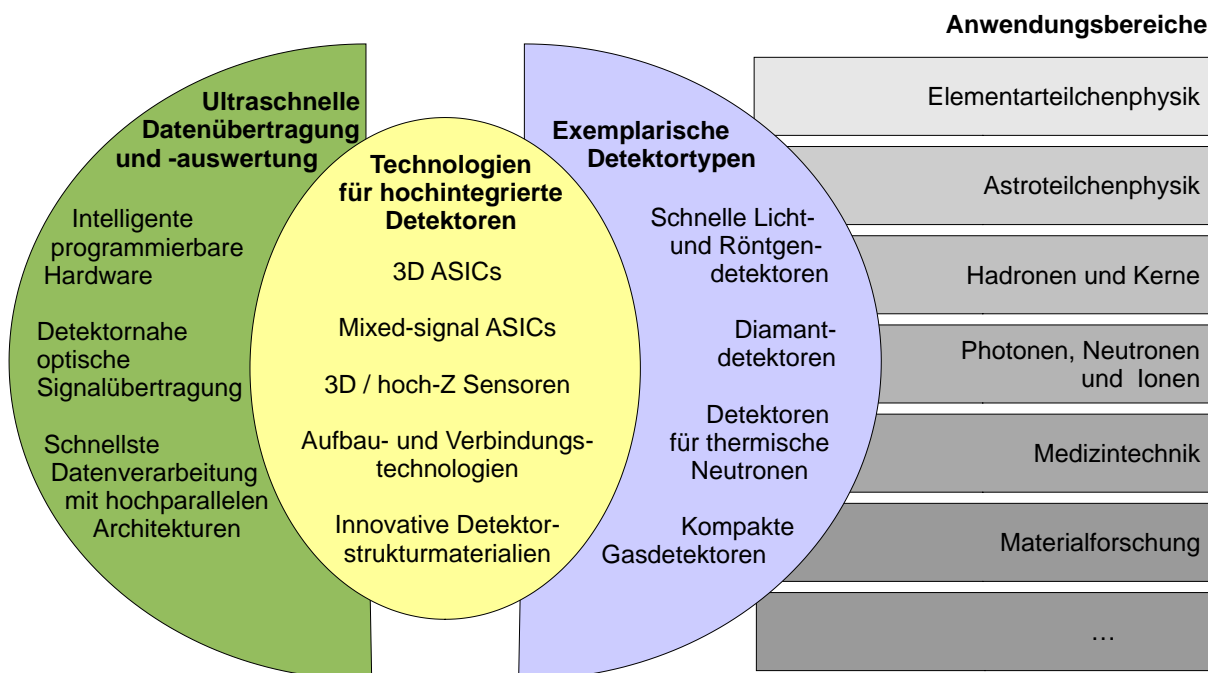 Anwendungsbereiche
Ultraschnelle
Datenübertragung
und -auswertung
Intelligente
programmierbare
Hardware
Detektornahe
optische
Signalübertragung
Schnellste
Datenverarbeitung
mit hochparallelen
Architekturen
Technologien
für hochintegrierte
Detektoren
3D ASICs
Mixed-signal ASICs
3D / hoch-Z Sensoren
Aufbau- und Verbindungs-
technologien
Innovative Detektor-
strukturmaterialien
Exemplarische
Detektortypen
Schnelle Licht-
und Röntgen-
detektoren
Diamant-
detektoren
Detektoren
für thermische
Neutronen
Kompakte
Gasdetektoren
Elementarteilchenphysik
Astroteilchenphysik
Hadronen und Kerne
Photonen, Neutronen
und Ionen
Medizintechnik
Materialforschung
…